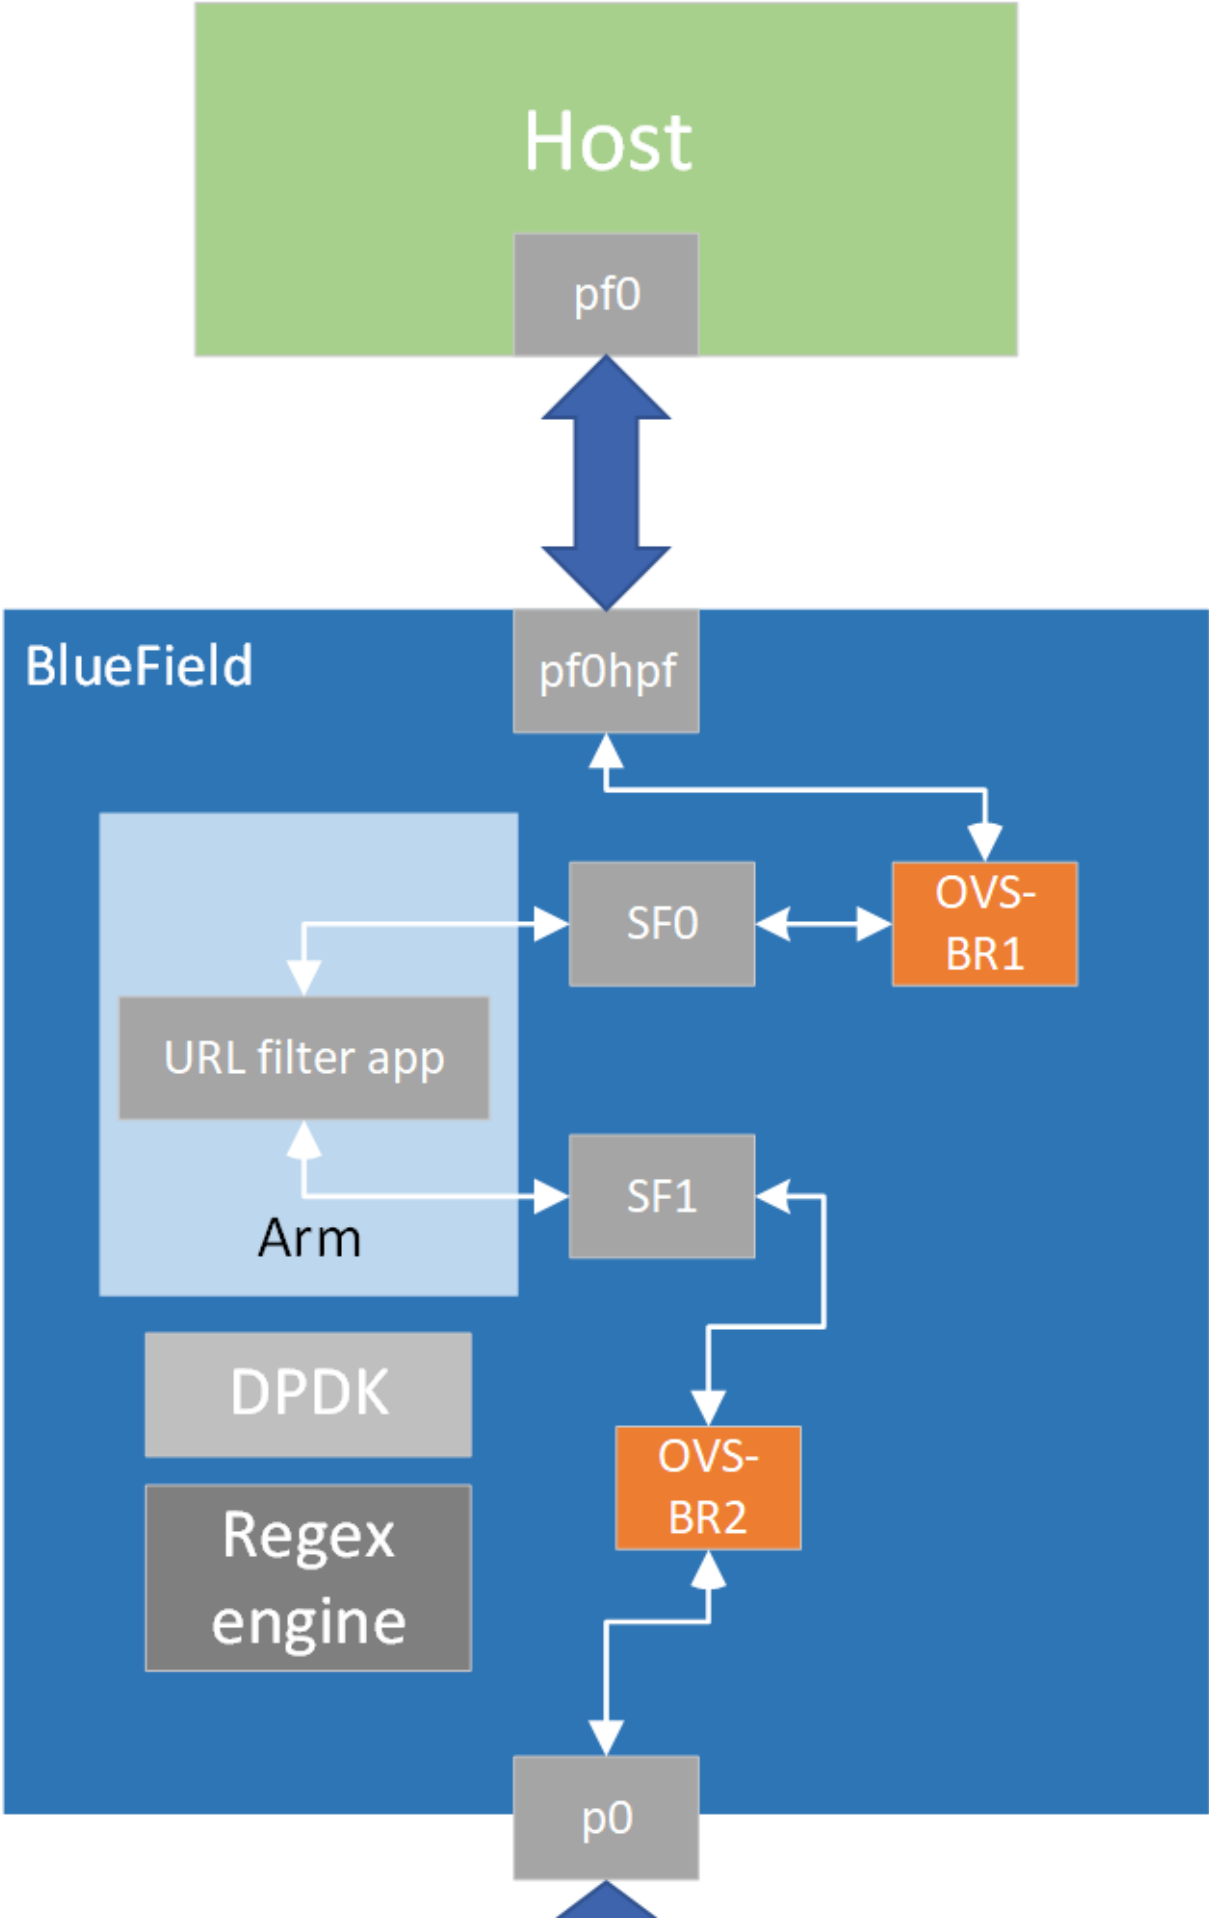 Host
pf0
BlueField
pf0hpf
SF0
OVS-
BR1
URL filter app
SF1
Arm
DPDK
OVS-
BR2
Regex
engine
p0